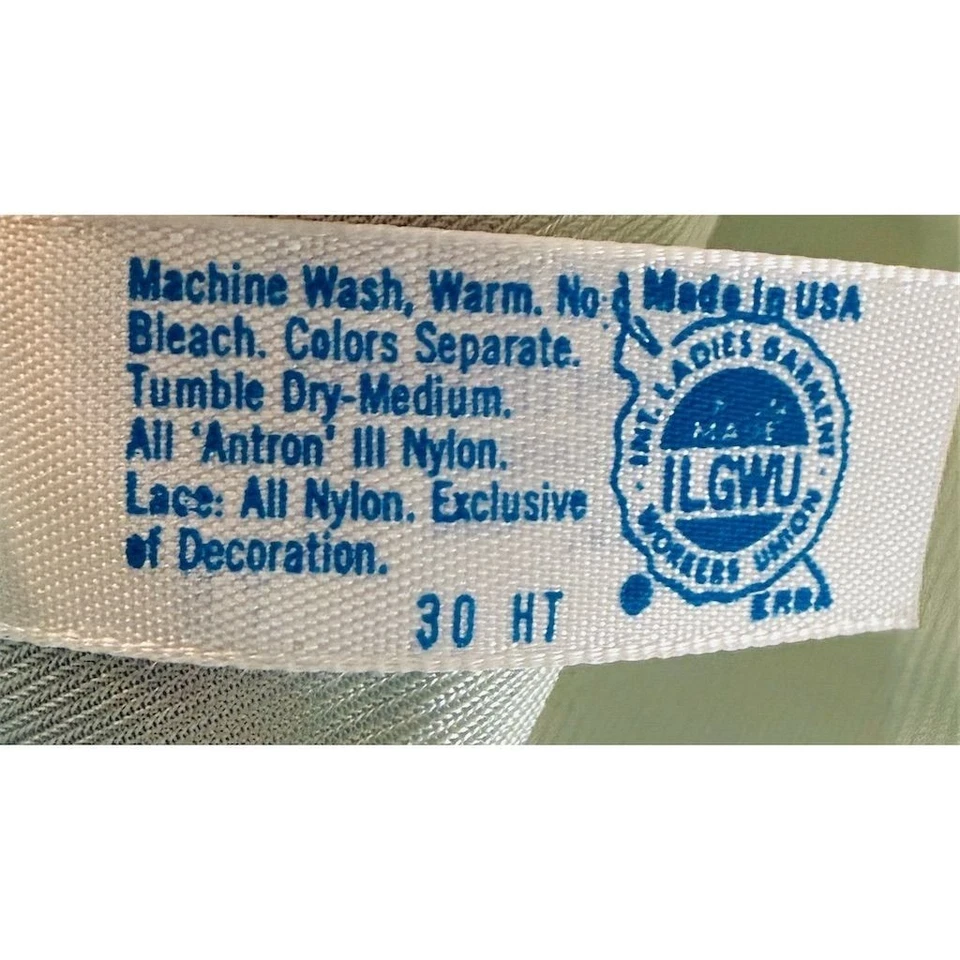 Machine Wash, Warm. No
Bleach. Colors Separate.
Tumble Dry-Medium.
All 'Antron' III Nylon.
Lace: All Nylon. Exclusive
of Decoration.
30 HT
Made in USA
INT. LADIES GARMENT
MADE
ILGWU
WORKERS UNION